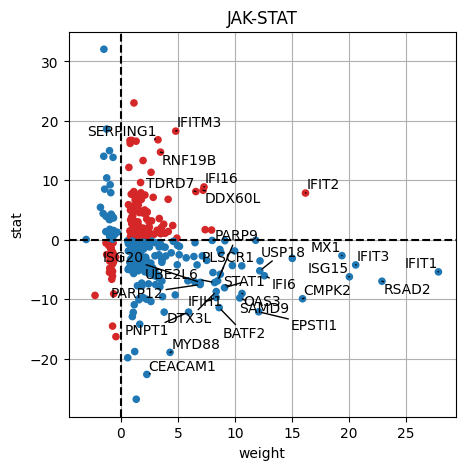 JAK-STAT
30
20
10
0
−10
−20
stat
SERPING1
IFITM3
RNF19B
TDRD7
IFI16
DDX60L
IFIT2
PARP9
ISG20
PLSCR1
USP18
MX1
IFIT3
IFIT1
UBE2L6
ISG15
RSAD2
STAT1
IFI6
CMPK2
PARP12
IFIH1
OAS3
SAMD9
DTX3L
PNPT1
BATF2
EPSTI1
MYD88
CEACAM1
0
5
10
15
20
25
weight